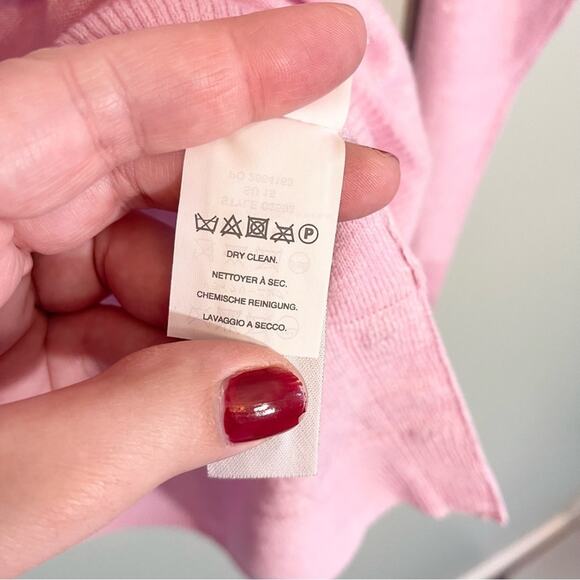 P
DRY CLEAN.
NETTOYER À SEC.
CHEMISCHE REINIGUNG.
LAVAGGIO A SECCO.